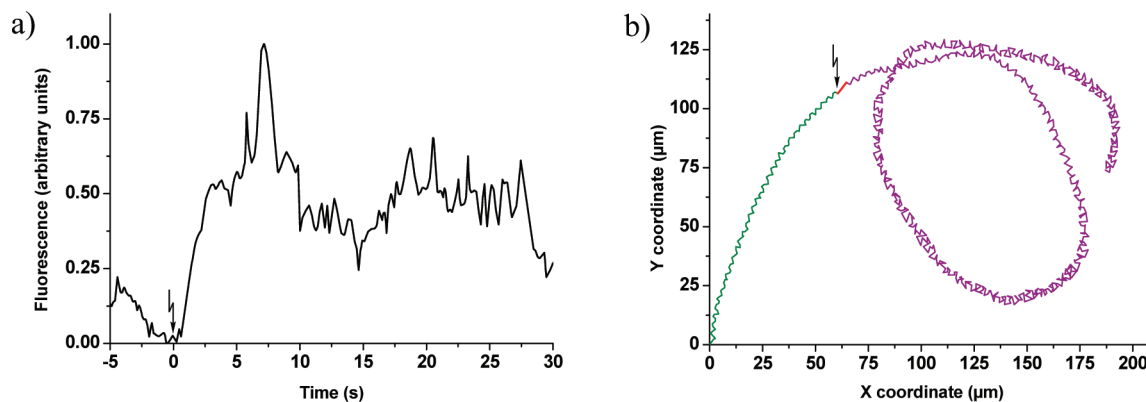 a)
Fluorescence (arbitrary units)
1.00
0.75
0.50
0.25
0.00
-5 0 5 10 15 20 25 30
Time (s)
b)
Y coordinate (µm)
125
100
75
50
25
0
0 25 50 75 100 125 150 175 200
X coordinate (µm)